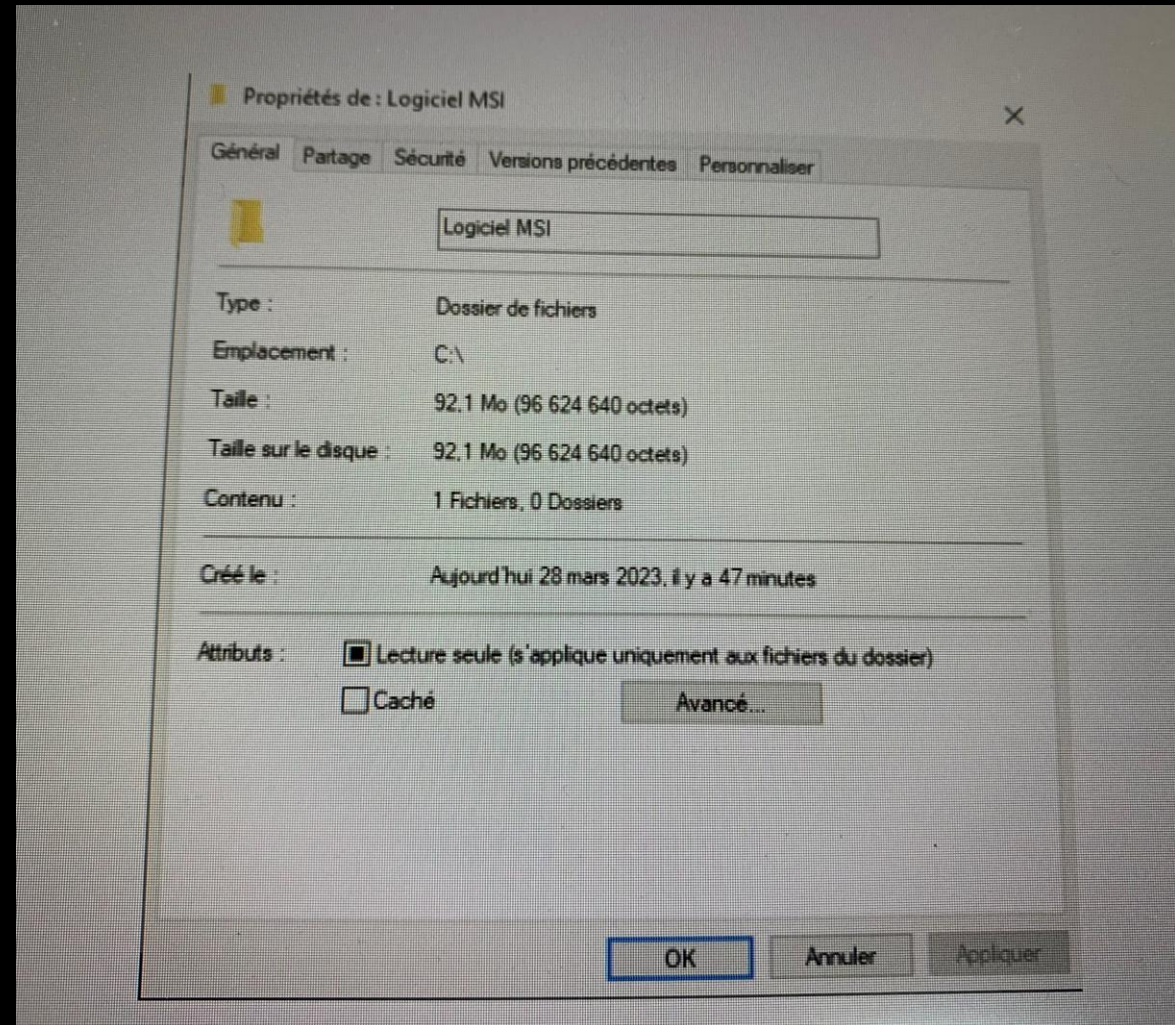 Propriétés de : Logiciel MSI
Général Partage Sécurité Versions précédentes Personnaliser
Logiciel MSI
Type : Dossier de fichiers
Emplacement : C:\
Taille : 92,1 Mo (96 624 640 octets)
Taille sur le disque : 92,1 Mo (96 624 640 octets)
Contenu : 1 Fichiers, 0 Dossiers
Créé le : Aujourd'hui 28 mars 2023, il y a 47 minutes
Attributs : Lecture seule (s'applique uniquement aux fichiers du dossier)
Caché Avancé...
OK Annuler Appliquer